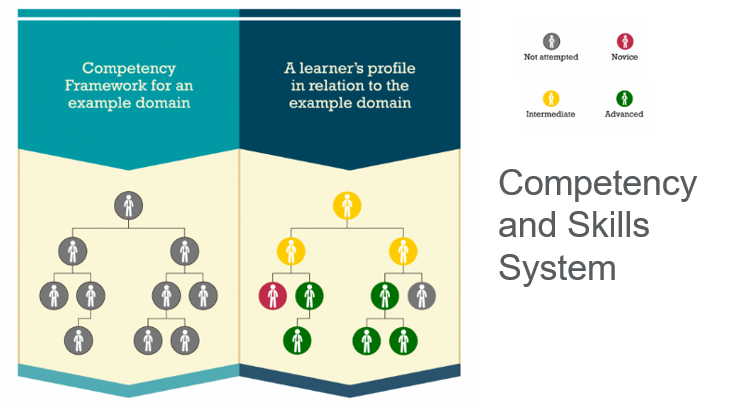 Competency
Framework for an
example domain
A learner's profile
in relation to the
example domain
Not attempted
Novice
Intermediate
Advanced
Competency
and Skills
System